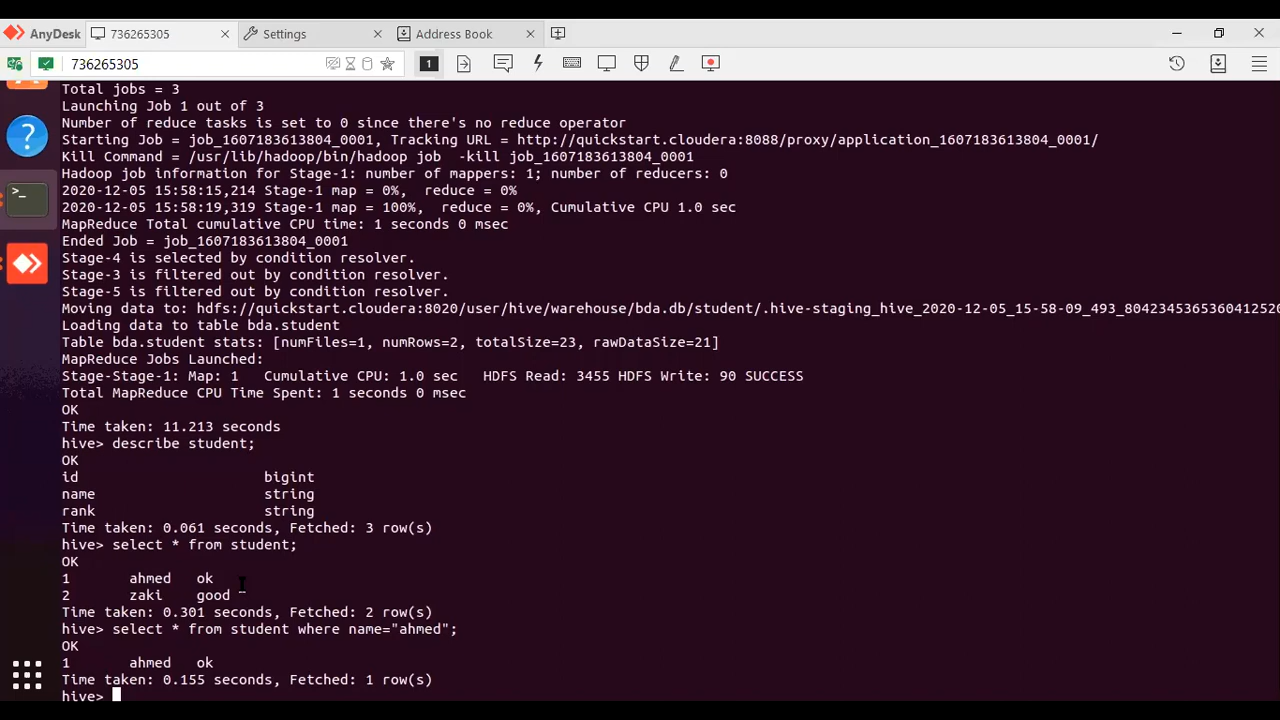 AnyDesk
736265305
Settings
Address Book
736265305
1
Total jobs = 3
Launching Job 1 out of 3
Number of reduce tasks is set to 0 since there's no reduce operator
Starting Job = job_1607183613804_0001, Tracking URL = http://quickstart.cloudera:8088/proxy/application_1607183613804_0001/
Kill Command = /usr/lib/hadoop/bin/hadoop job  -kill job_1607183613804_0001
Hadoop job information for Stage-1: number of mappers: 1; number of reducers: 0
2020-12-05 15:58:15,214 Stage-1 map = 0%,  reduce = 0%
2020-12-05 15:58:19,319 Stage-1 map = 100%,  reduce = 0%, Cumulative CPU 1.0 sec
MapReduce Total cumulative CPU time: 1 seconds 0 msec
Ended Job = job_1607183613804_0001
Stage-4 is selected by condition resolver.
Stage-3 is filtered out by condition resolver.
Stage-5 is filtered out by condition resolver.
Moving data to: hdfs://quickstart.cloudera:8020/user/hive/warehouse/bda.db/student/.hive-staging_hive_2020-12-05_15-58-09_493_8042345365360412520
Loading data to table bda.student
Table bda.student stats: [numFiles=1, numRows=2, totalSize=23, rawDataSize=21]
MapReduce Jobs Launched:
Stage-Stage-1: Map: 1   Cumulative CPU: 1.0 sec   HDFS Read: 3455 HDFS Write: 90 SUCCESS
Total MapReduce CPU Time Spent: 1 seconds 0 msec
OK
Time taken: 11.213 seconds
hive> describe student;
OK
id                      bigint
name                    string
rank                    string
Time taken: 0.061 seconds, Fetched: 3 row(s)
hive> select * from student;
OK
1       ahmed   ok
2       zaki    good
Time taken: 0.301 seconds, Fetched: 2 row(s)
hive> select * from student where name="ahmed";
OK
1       ahmed   ok
Time taken: 0.155 seconds, Fetched: 1 row(s)
hive>